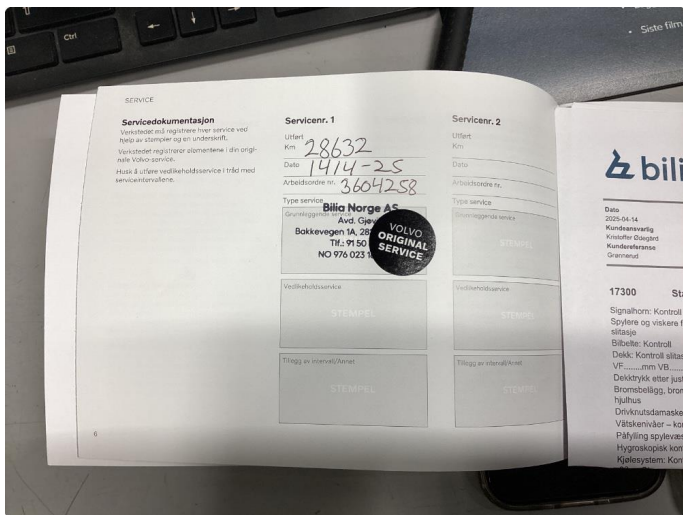 Ctrl
Siste film
SERVICE
Servicedokumentasjon
Verkstedet må registrere hver service ved
hjelp av stempler og en underskrift.
Verkstedet registrerer elementene i din origi-
nale Volvo-service.
Husk å utføre vedlikeholdsservice i tråd med
serviceintervallene.
6
Servicenr. 1
Utført
Km 28632
Dato 14/4-25
Arbeidsordre nr. 3604258
Type service
Grunnleggende service
Bilia Norge AS
Avd. Gjøv
Bakkevegen 1A, 28
Tlf.: 91 50
NO 976 023 1
VOLVO
ORIGINAL
SERVICE
Vedlikeholdsservice
STEMPEL
Tillegg av intervall/Annet
STEMPEL
Servicenr. 2
Utført
Km
Dato
Arbeidsordre nr.
Type service
Grunnleggende service
STEMPEL
Vedlikeholdsservice
STEMPEL
Tillegg av intervall/Annet
STEMPEL
bili
Dato
2025-04-14
Kundeansvarlig
Kristoffer Ødegård
Kundereferanse
Grønnerud
17300 Sta
Signalhorn: Kontroll
Spylere og viskere f
slitasje
Bilbelte: Kontroll
Dekk: Kontroll slitas
VF........mm VB.....
Dekktrykk etter just
Bromsbelägg, brom
hjulhus
Drivknutsdamaske
Vätskenivåer – kon
Påfylling spylevæs
Hygroskopisk kon
Kjølesystem: Kon